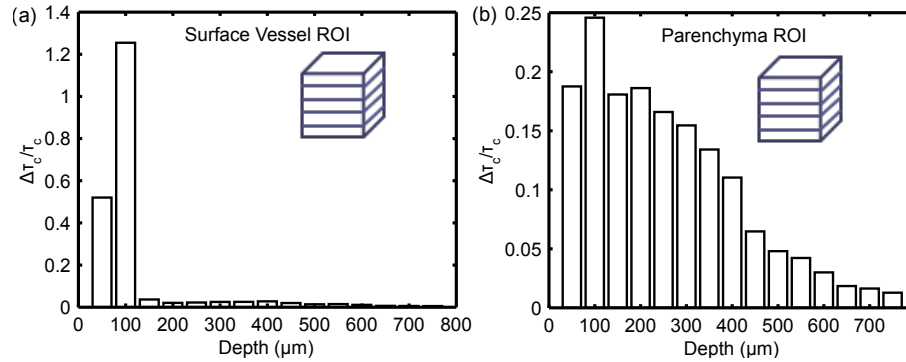 (a)
Surface Vessel ROI
1.4
1.2
1
0.8
0.6
0.4
0.2
0
Δτc/τc
0 100 200 300 400 500 600 700 800
Depth (μm)
(b)
Parenchyma ROI
0.25
0.2
0.15
0.1
0.05
0
Δτc/τc
0 100 200 300 400 500 600 700
Depth (μm)